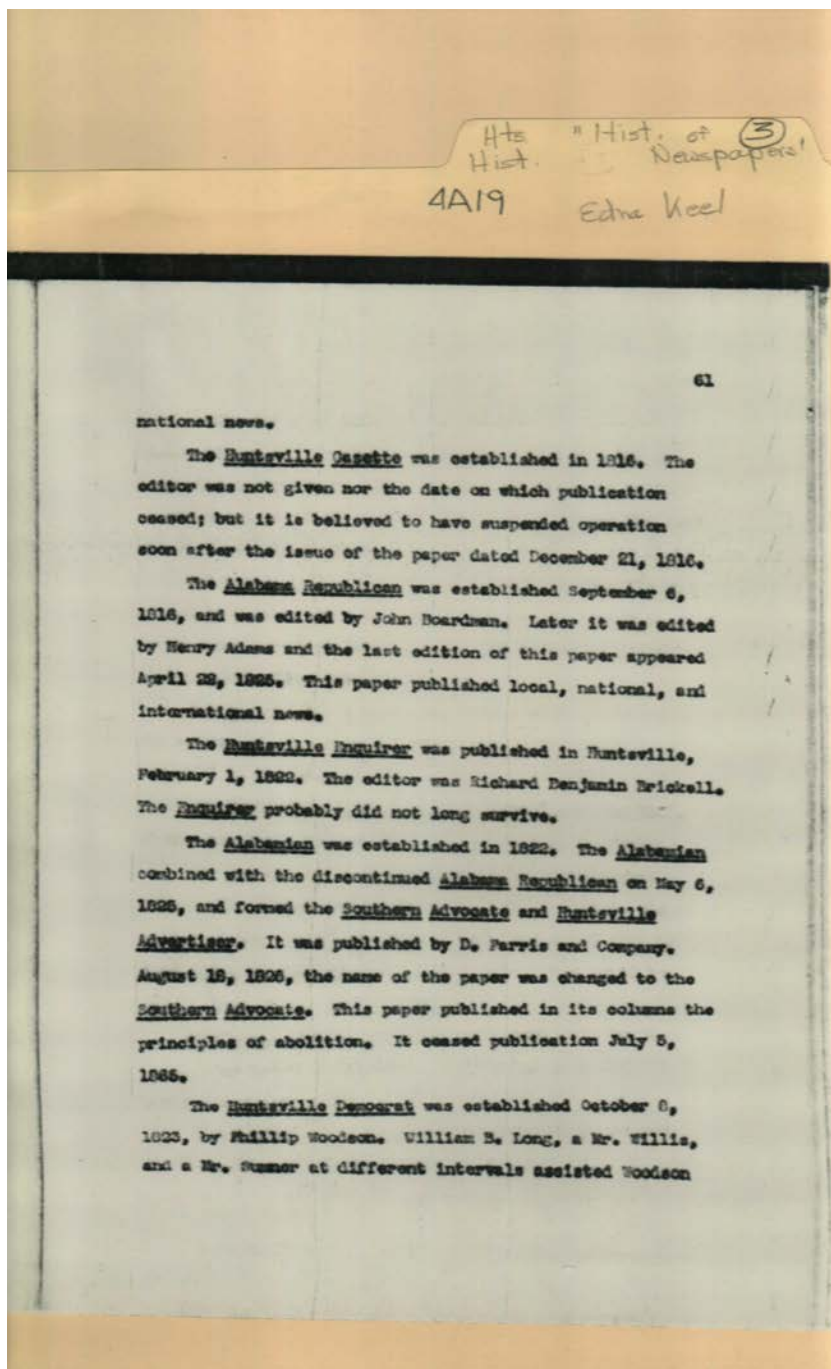 Hts "Hist. of ③
Hist. Newspapers"
4A19 Edna Keel
61
national news.
The Huntsville Gazette was established in 1816. The
editor was not given nor the date on which publication
ceased; but it is believed to have suspended operation
soon after the issue of the paper dated December 21, 1816.
The Alabama Republican was established September 6,
1816, and was edited by John Boardman. Later it was edited
by Henry Adams and the last edition of this paper appeared
April 29, 1825. This paper published local, national, and
international news.
The Huntsville Enquirer was published in Huntsville,
February 1, 1822. The editor was Richard Benjamin Brickell.
The Enquirer probably did not long survive.
The Alabamian was established in 1822. The Alabamian
combined with the discontinued Alabama Republican on May 6,
1825, and formed the Southern Advocate and Huntsville
Advertiser. It was published by D. Farris and Company.
August 18, 1826, the name of the paper was changed to the
Southern Advocate. This paper published in its columns the
principles of abolition. It ceased publication July 5,
1865.
The Huntsville Democrat was established October 8,
1823, by Phillip Woodson. William B. Long, a Mr. Willis,
and a Mr. Sumner at different intervals assisted Woodson